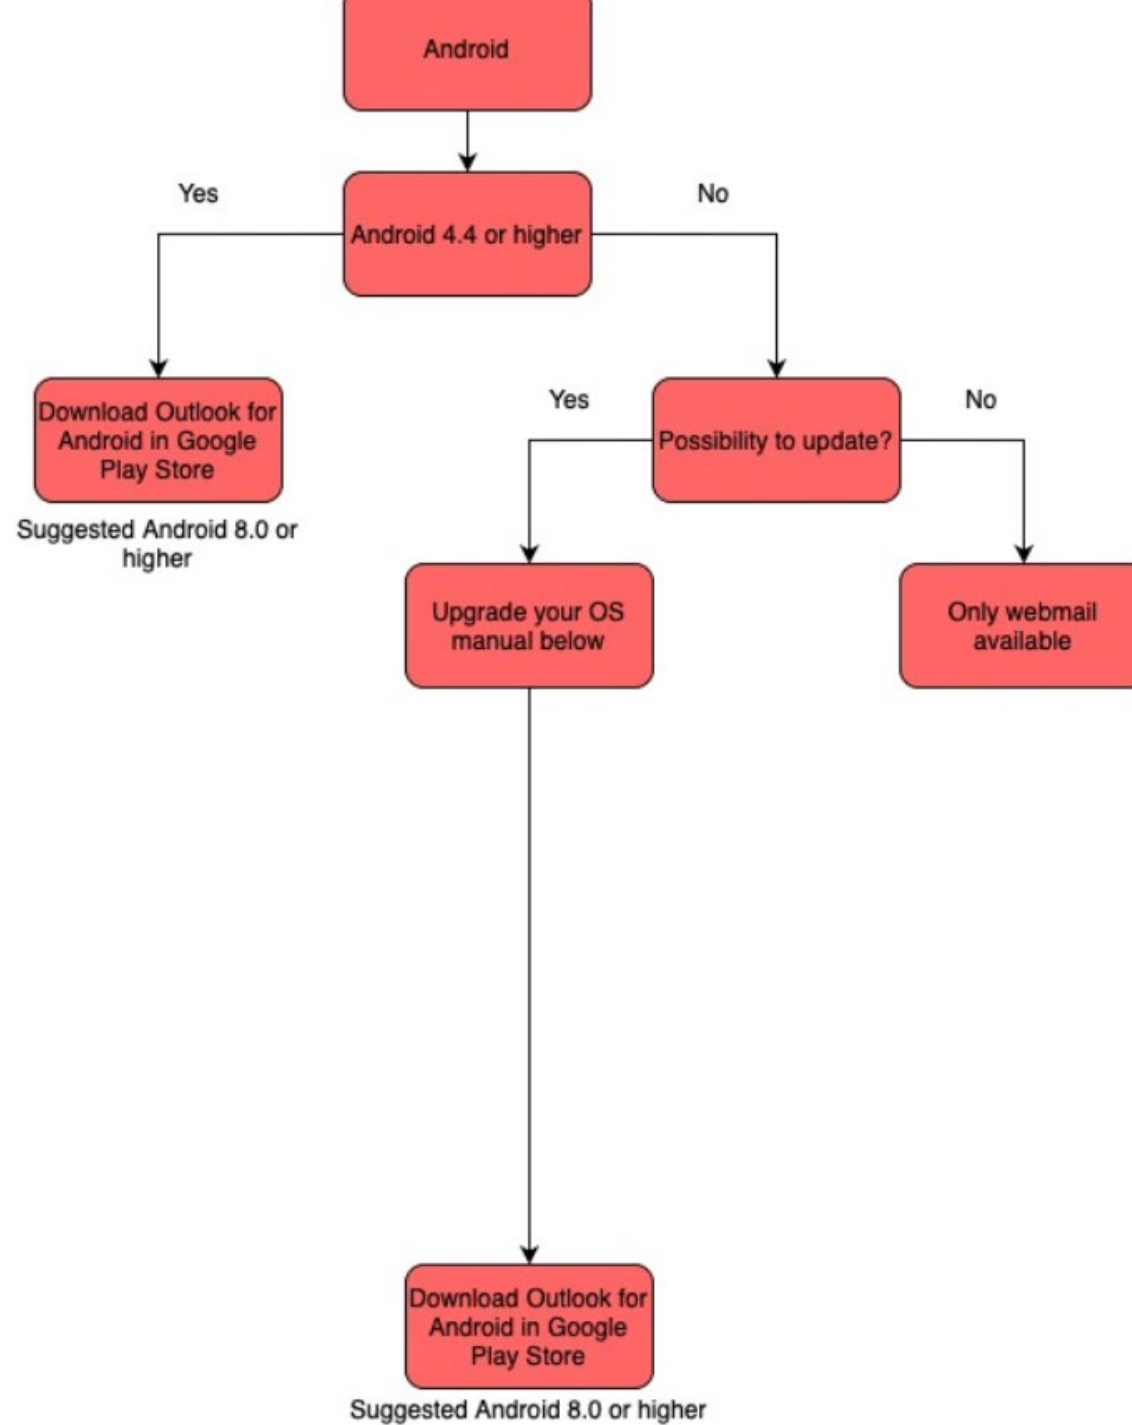 Android
Yes
No
Android 4.4 or higher
Yes
No
Download Outlook for
Android in Google
Play Store
Possibility to update?
Suggested Android 8.0 or
higher
Upgrade your OS
manual below
Only webmail
available
Download Outlook for
Android in Google
Play Store
Suggested Android 8.0 or higher